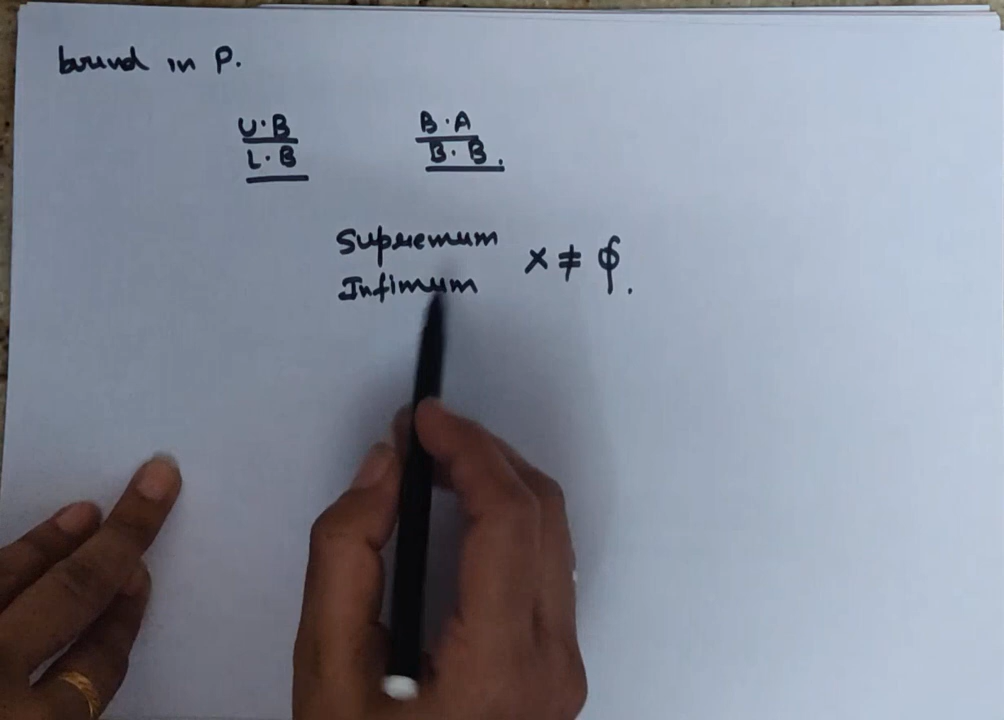 bound in P.
U.B B.A
L.B B.B.
Supremum X ≠ ϕ.
Infimum